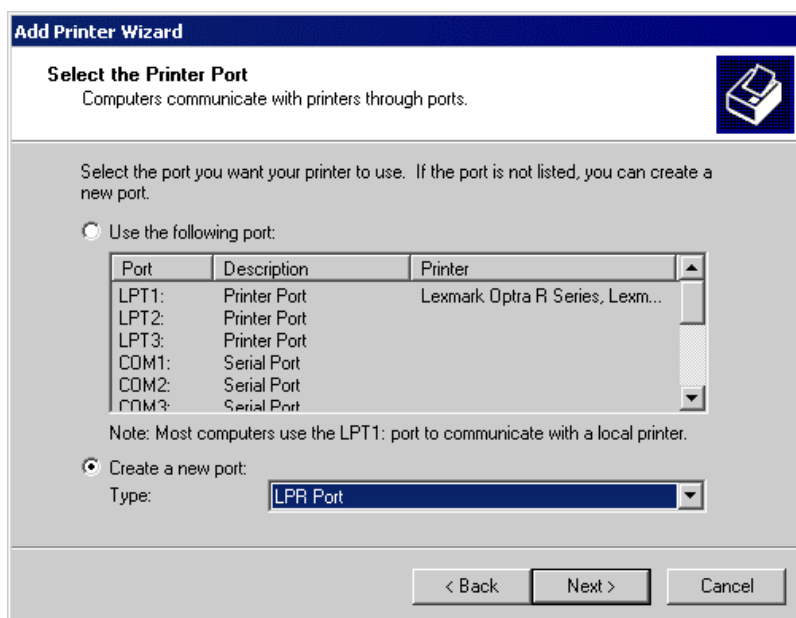 Add Printer Wizard
Select the Printer Port
Computers communicate with printers through ports.
Select the port you want your printer to use. If the port is not listed, you can create a
new port.
Use the following port:
Port Description Printer
LPT1: Printer Port Lexmark Optra R Series, Lexm...
LPT2: Printer Port
LPT3: Printer Port
COM1: Serial Port
COM2: Serial Port
COM3: Serial Port
Note: Most computers use the LPT1: port to communicate with a local printer.
Create a new port:
Type: LPR Port
< Back Next > Cancel